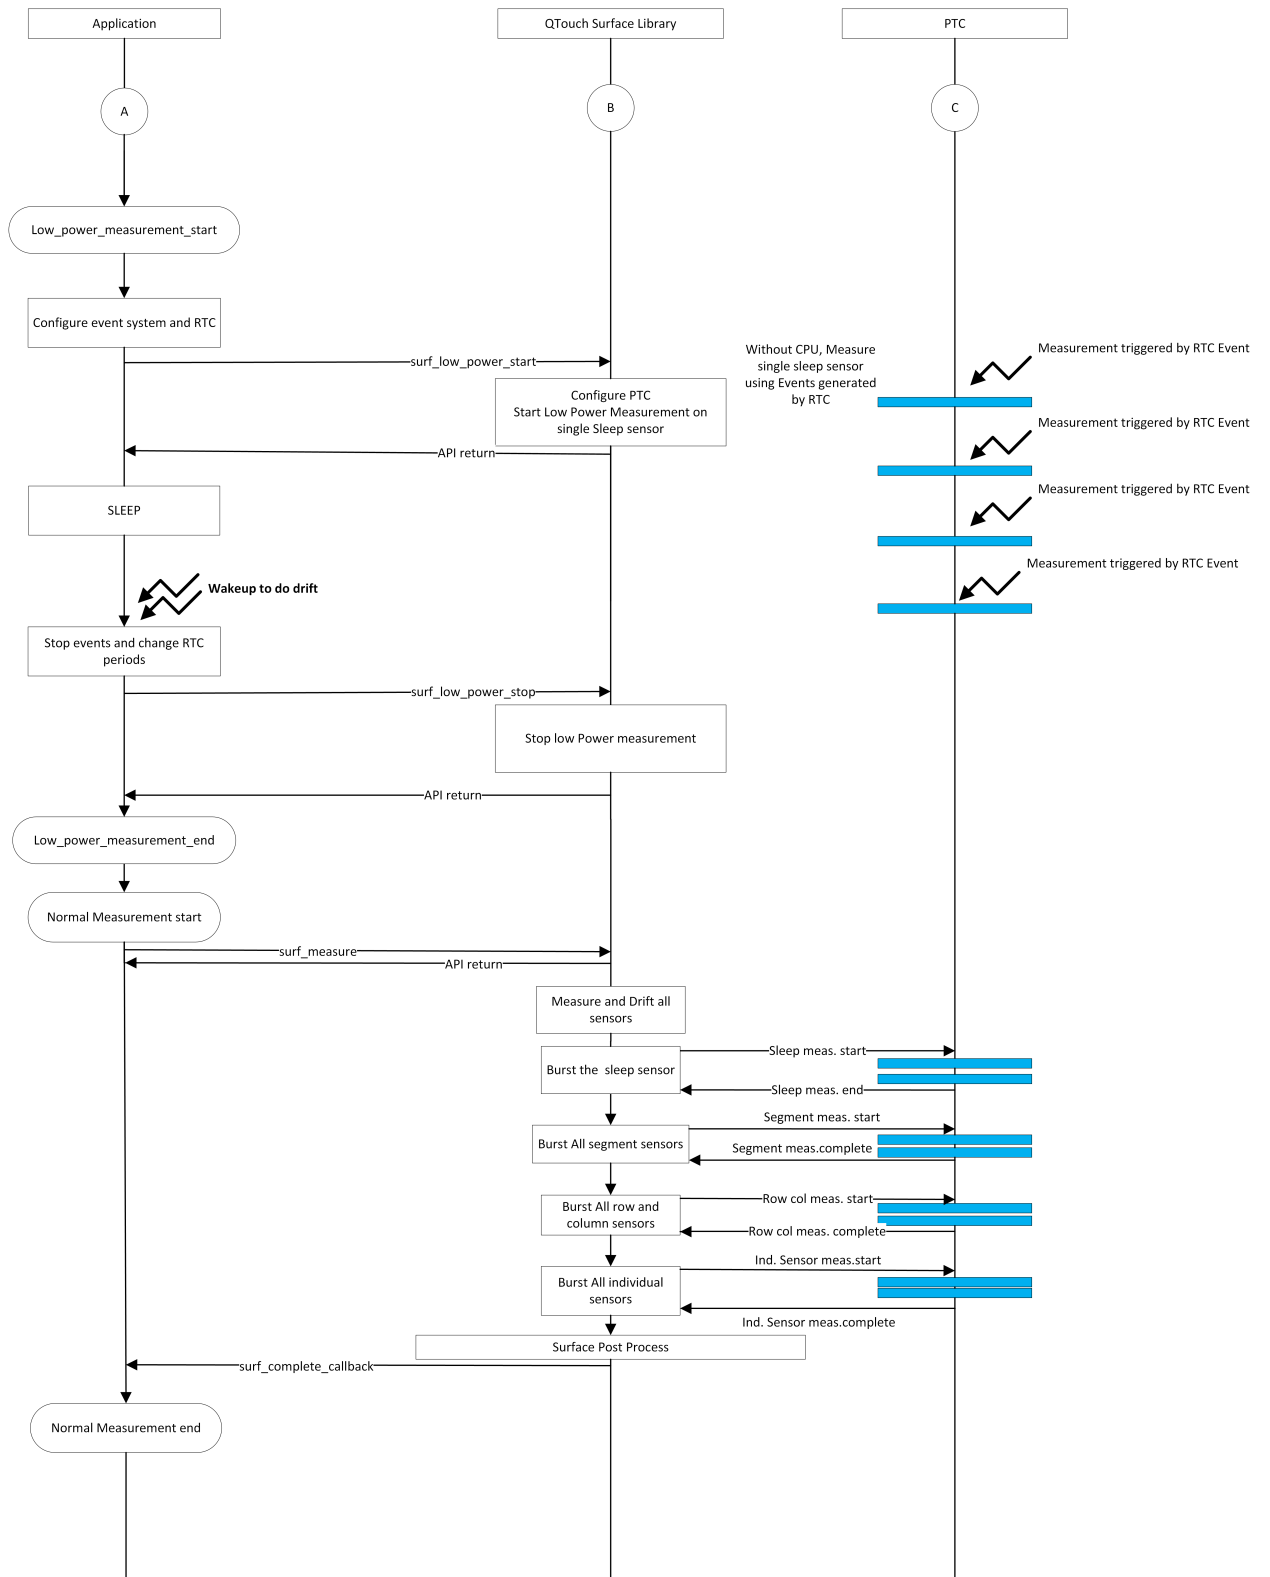 Application
QTouch Surface Library
PTC
A
B
C
Low_power_measurement_start
Configure event system and RTC
surf_low_power_start
Without CPU, Measure
single sleep sensor
using Events generated
by RTC
Measurement triggered by RTC Event
Configure PTC
Start Low Power Measurement on
single Sleep sensor
Measurement triggered by RTC Event
API return
SLEEP
Measurement triggered by RTC Event
Measurement triggered by RTC Event
Wakeup to do drift
Stop events and change RTC
periods
surf_low_power_stop
Stop low Power measurement
API return
Low_power_measurement_end
Normal Measurement start
surf_measure
API return
Measure and Drift all
sensors
Sleep meas. start
Burst the  sleep sensor
Sleep meas. end
Segment meas. start
Burst All segment sensors
Segment meas.complete
Row col meas. start
Burst All row and
column sensors
Row col meas. complete
Ind. Sensor meas.start
Burst All individual
sensors
Ind. Sensor meas.complete
Surface Post Process
surf_complete_callback
Normal Measurement end